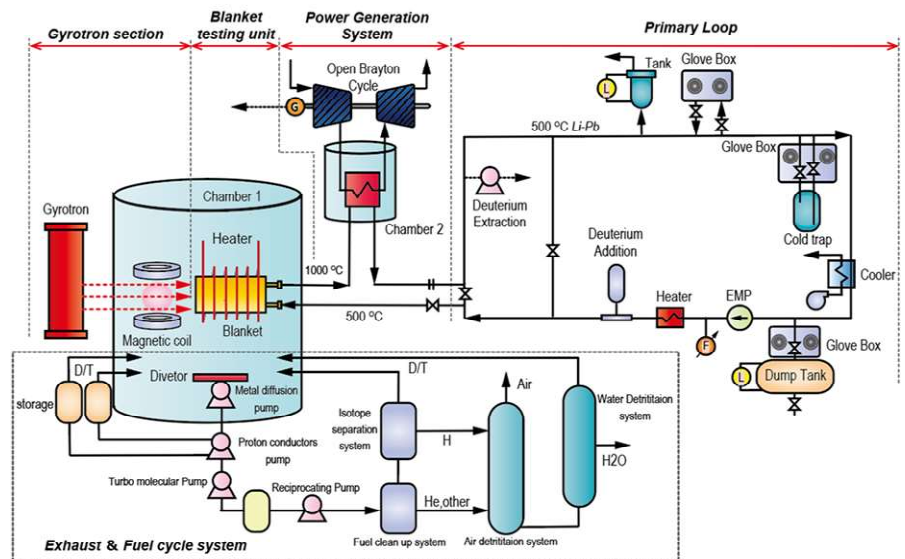 Gyrotron section
Blanket
testing unit
Power Generation
System
Primary Loop
Open Brayton
Cycle
G
Tank
L
Glove Box
500 ºC Li-Pb
Glove Box
Cold trap
Deuterium
Extraction
Chamber 2
Chamber 1
Gyrotron
Heater
1000 ºC
500 ºC
Blanket
Magnetic coil
Deuterium
Addition
Heater
EMP
F
Cooler
Glove Box
L
Dump Tank
D/T
storage
Divetor
Metal diffusion
pump
D/T
Proton conductors
pump
Turbo molecular Pump
Reciprocating Pump
Isotope
separation
system
H
Fuel clean up system
He,other
Air
Air detrititaion system
Water Detrititaion
system
H2O
Exhaust & Fuel cycle system